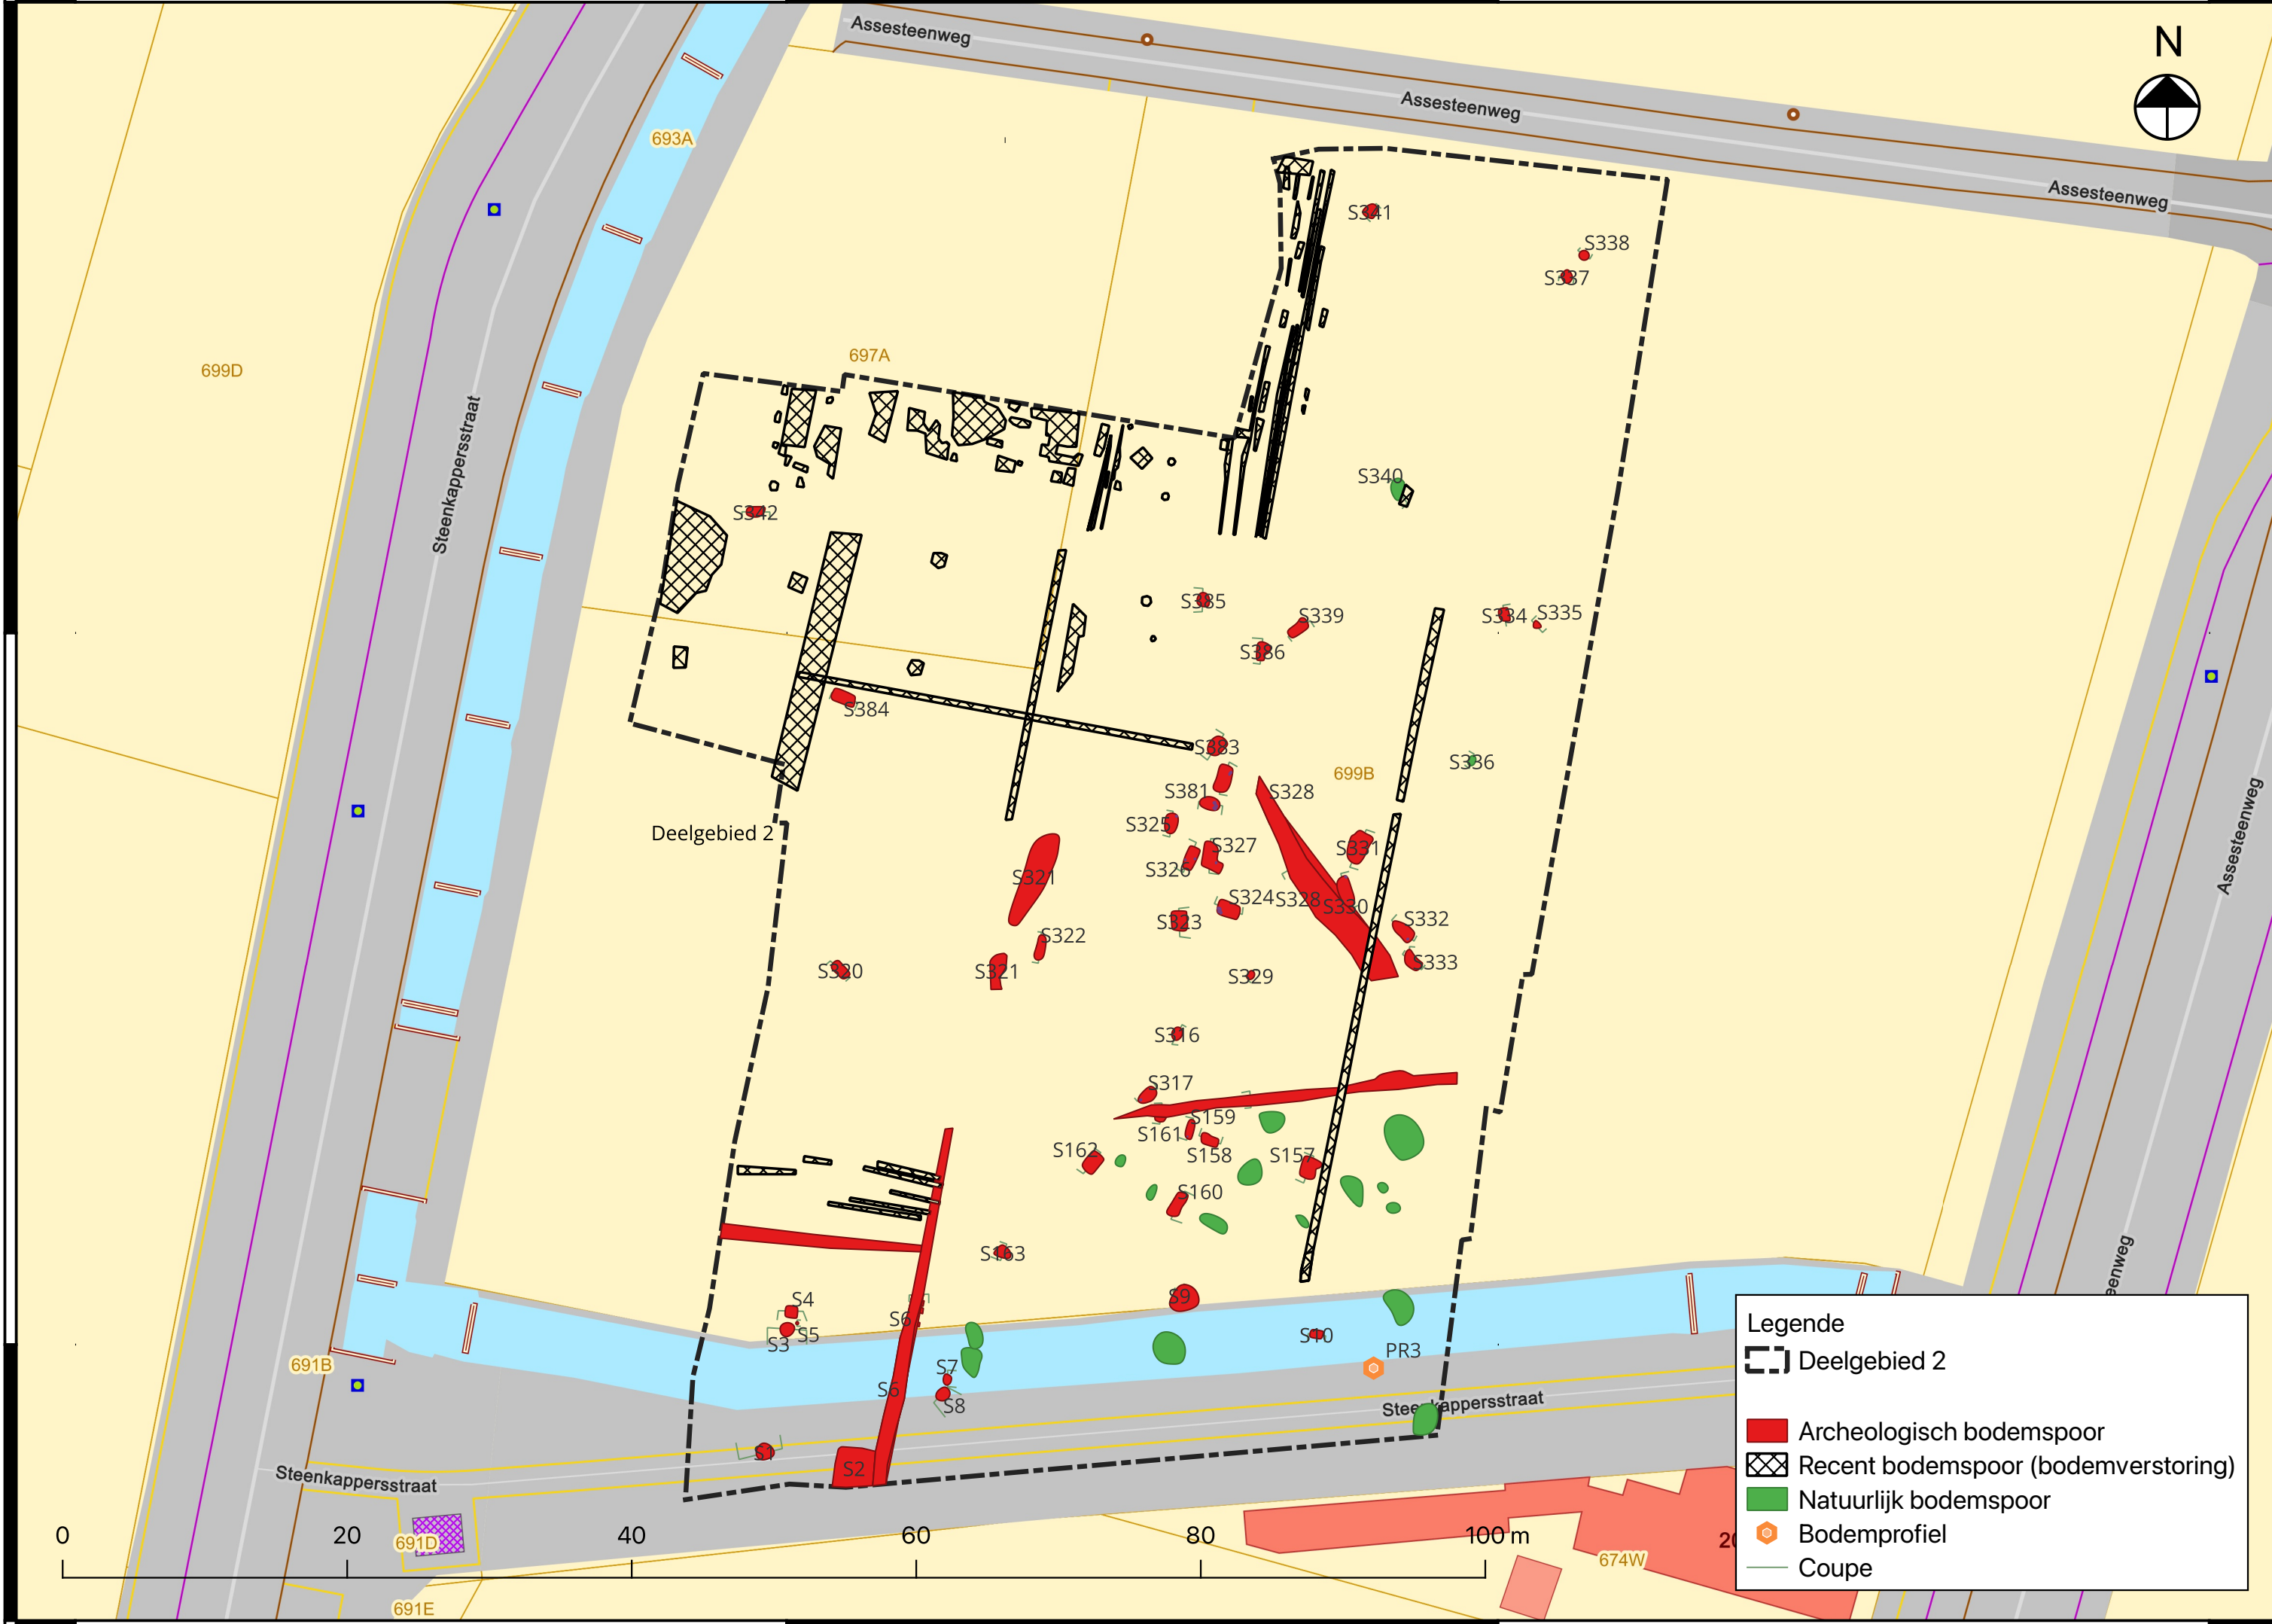 Assesteenweg
N
693A
Assesteenweg
Assesteenweg
S341
S338
S337
697A
699D
Steenkappersstraat
S340
S342
S385
S339
S334
S335
S386
S384
S383
S336
699B
S381
S328
Deelgebied 2
S325
S327
S331
S326
S321
S324
S328
S330
S323
S332
S322
S333
S320
S321
S329
Assesteenweg
S316
S317
S159
S161
S162
S158
S157
S160
S163
S9
S4
S6
S5
S3
S10
PR3
691B
S7
S6
S8
Steenkappersstraat
S1
S2
Steenkappersstraat
691D
691E
674W
0
20
40
60
80
100 m
Legende
Deelgebied 2
Archeologisch bodemspoor
Recent bodemspoor (bodemverstoring)
Natuurlijk bodemspoor
Bodemprofiel
Coupe